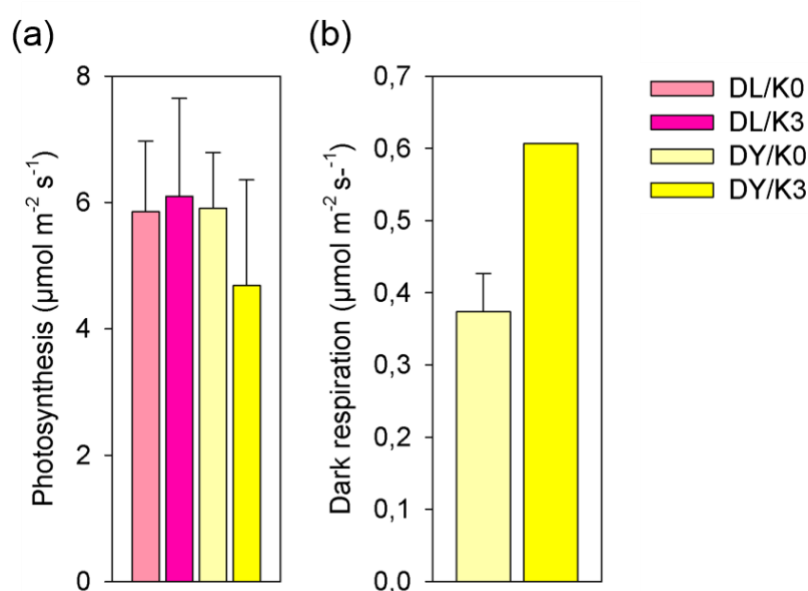 (a)
(b)
Photosynthesis (µmol m⁻² s⁻¹)
8
6
4
2
0
Dark respiration (µmol m⁻² s-⁻¹)
0,7
0,6
0,5
0,4
0,3
0,2
0,1
0,0
DL/K0
DL/K3
DY/K0
DY/K3